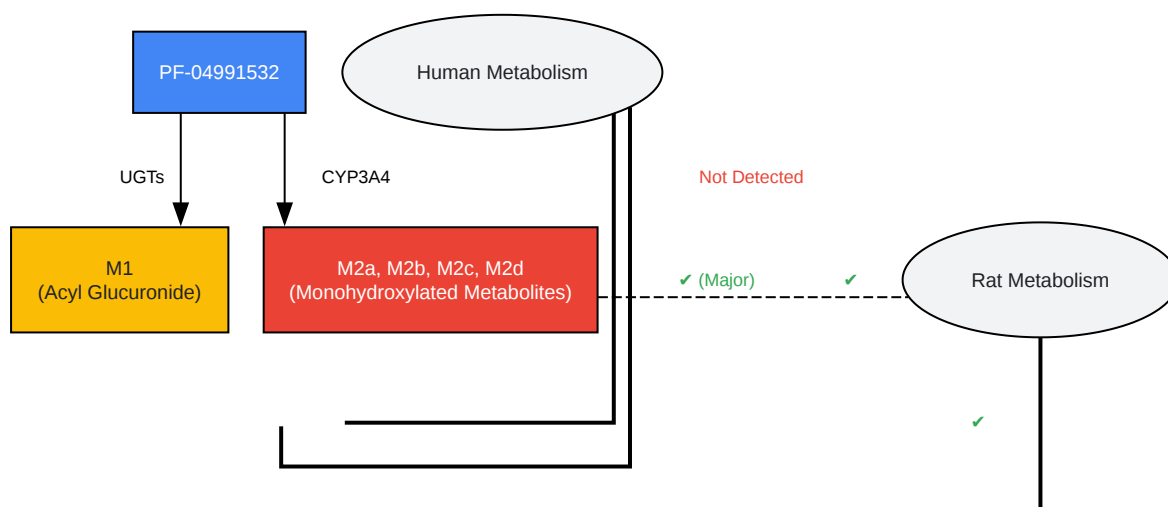 PF-04991532
Human Metabolism
UGTs
CYP3A4
Not Detected
M1
(Acyl Glucuronide)
M2a, M2b, M2c, M2d
(Monohydroxylated Metabolites)
✔ (Major)
✔
Rat Metabolism
✔